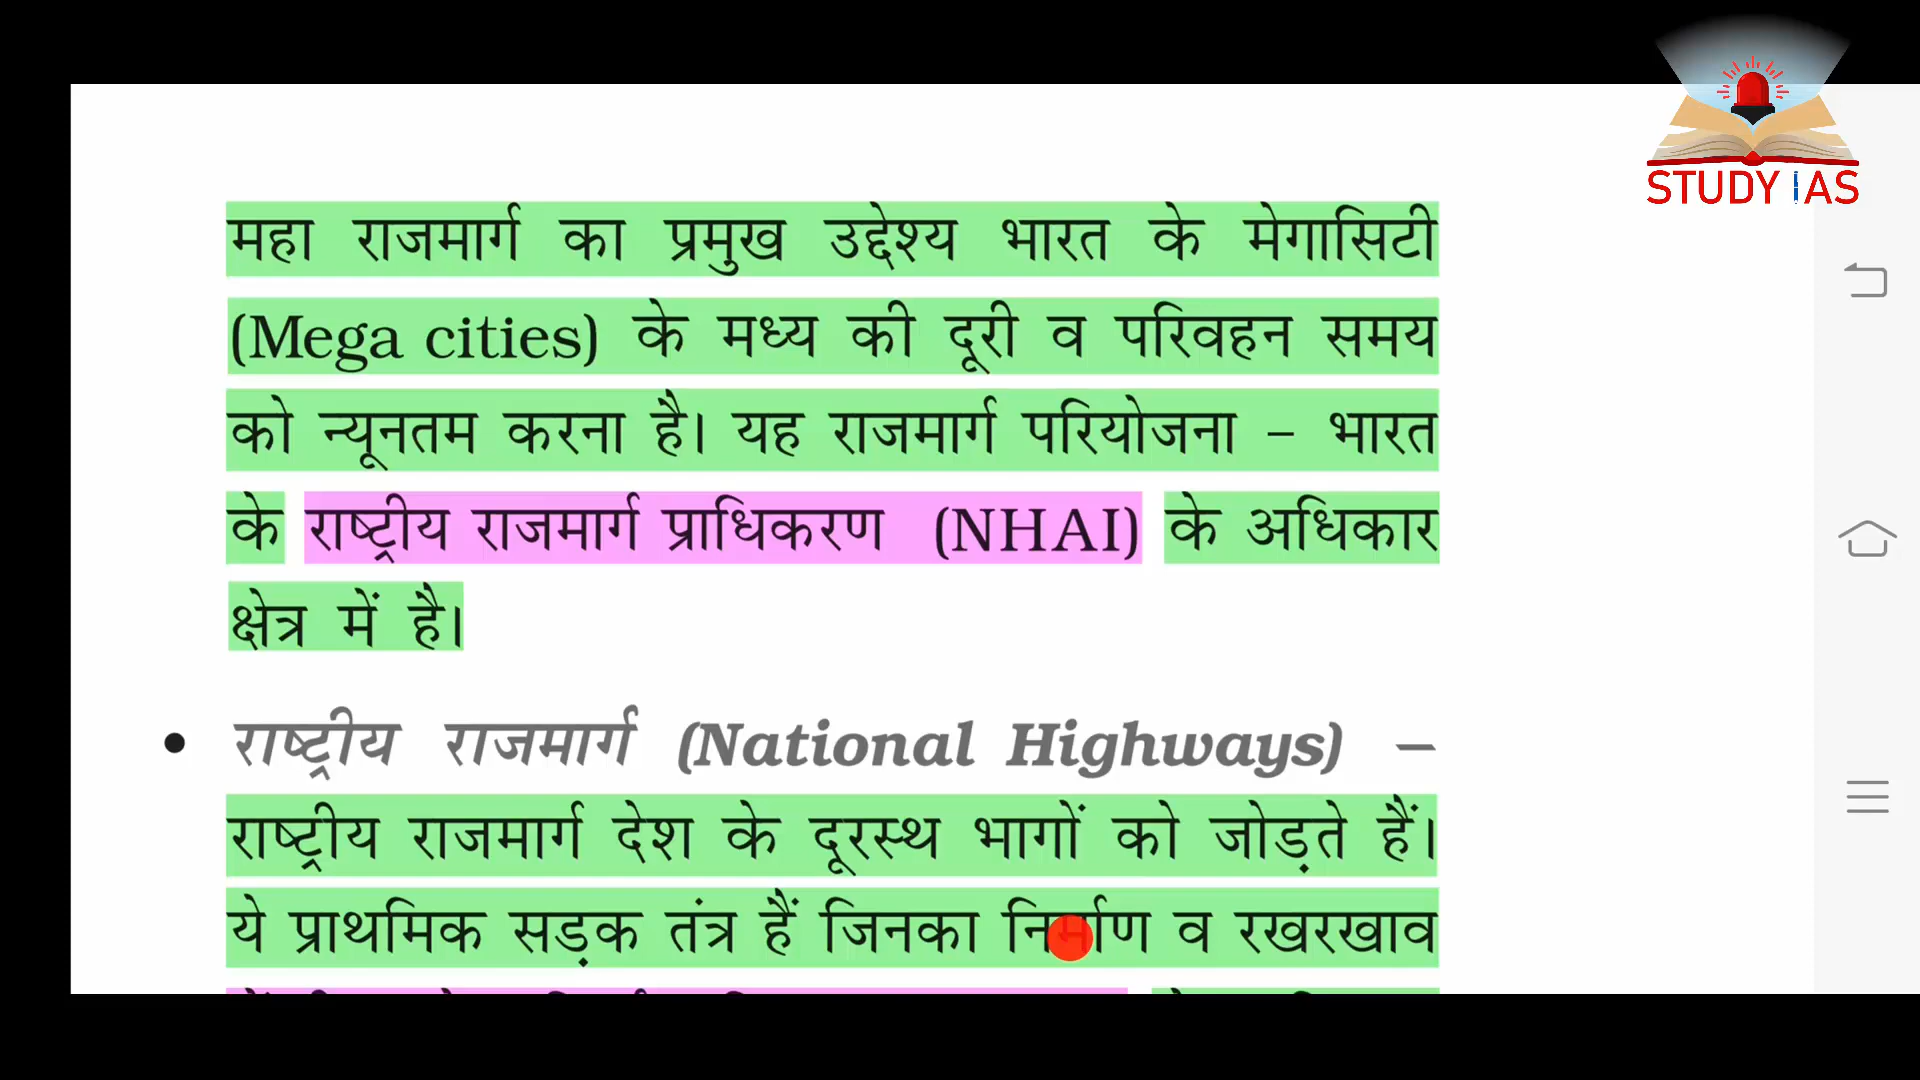 STUDY IAS
महा राजमार्ग का प्रमुख उद्देश्य भारत के मेगासिटी
(Mega cities) के मध्य की दूरी व परिवहन समय
को न्यूनतम करना है। यह राजमार्ग परियोजना – भारत
के राष्ट्रीय राजमार्ग प्राधिकरण (NHAI) के अधिकार
क्षेत्र में है।
• राष्ट्रीय राजमार्ग (National Highways) –
राष्ट्रीय राजमार्ग देश के दूरस्थ भागों को जोड़ते हैं।
ये प्राथमिक सड़क तंत्र हैं जिनका निर्माण व रखरखाव